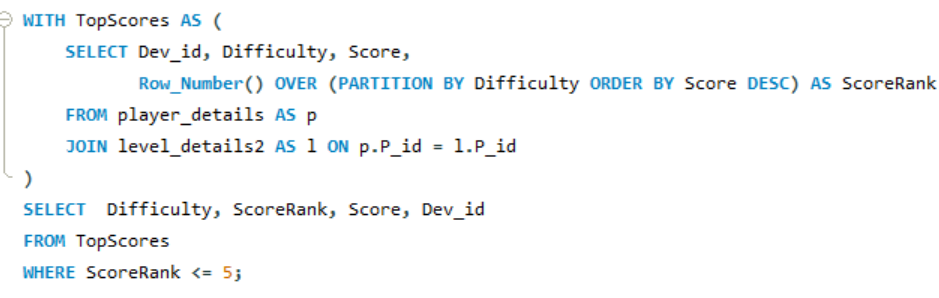 WITH TopScores AS (
SELECT Dev_id, Difficulty, Score,
Row_Number() OVER (PARTITION BY Difficulty ORDER BY Score DESC) AS ScoreRank
FROM player_details AS p
JOIN level_details2 AS l ON p.P_id = l.P_id
)
SELECT  Difficulty, ScoreRank, Score, Dev_id
FROM TopScores
WHERE ScoreRank <= 5;